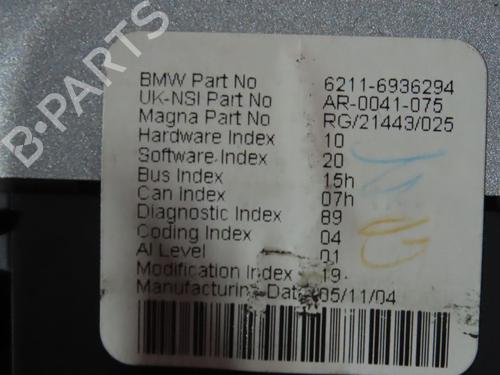 B-PARTS
BMW Part No 6211-6936294
UK-NSI Part No AR-0041-075
Magna Part No RG/21443/025
Hardware Index 10
Software Index 20
Bus Index 15h
Can Index 07h
Diagnostic Index 89
Coding Index 04
AI Level 01
Modification Index 19
Manufacturing Date 05/11/04